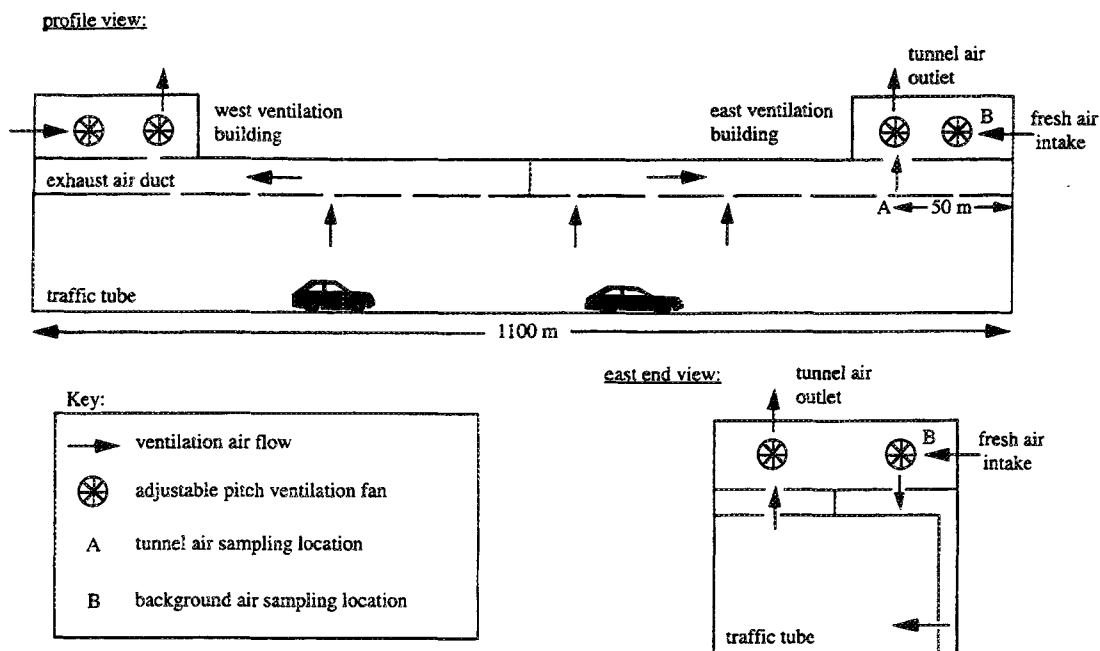 profile view:
tunnel air
outlet
west ventilation
building
east ventilation
building
B
fresh air
intake
exhaust air duct
A
50 m
traffic tube
1100 m
east end view:
tunnel air
outlet
Key:
ventilation air flow
adjustable pitch ventilation fan
A tunnel air sampling location
B background air sampling location
B
fresh air
intake
traffic tube